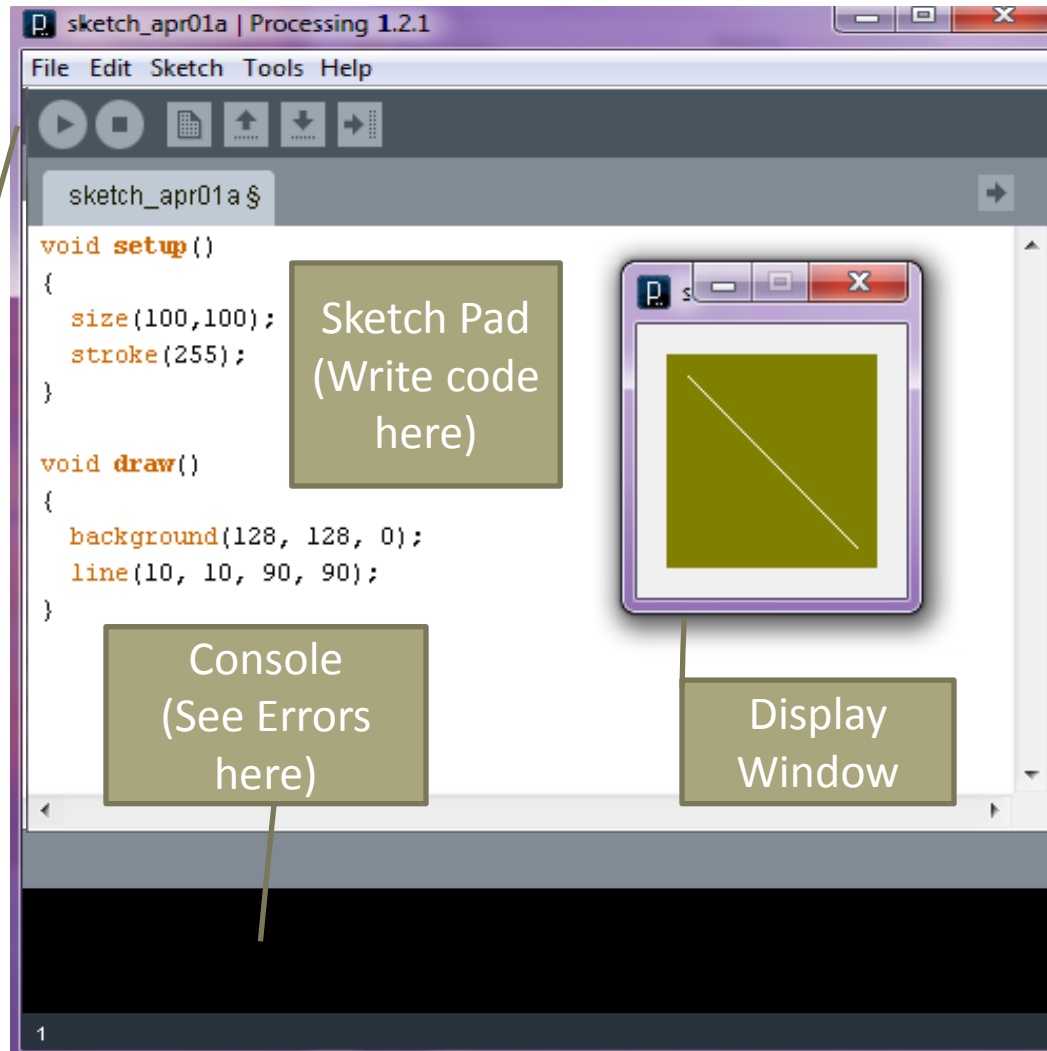 sketch_apr01a | Processing 1.2.1
File Edit Sketch Tools Help
sketch_apr01a §
void setup()
{
  size(100,100);
  stroke(255);
}
void draw()
{
  background(128, 128, 0);
  line(10, 10, 90, 90);
}
Sketch Pad
(Write code
here)
s
Console
(See Errors
here)
Display
Window
1